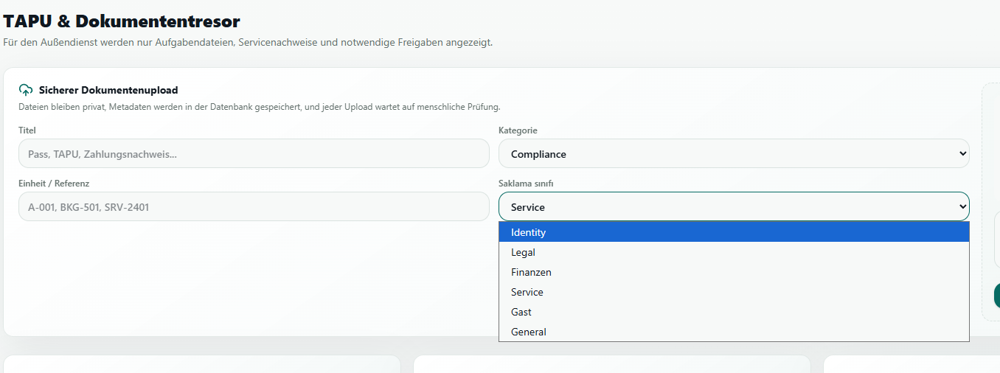 TAPU & Dokumententresor
Für den Außendienst werden nur Aufgabendateien, Servicenachweise und notwendige Freigaben angezeigt.
Sicherer Dokumentenupload
Dateien bleiben privat, Metadaten werden in der Datenbank gespeichert, und jeder Upload wartet auf menschliche Prüfung.
Titel
Pass, TAPU, Zahlungsnachweis...
Kategorie
Compliance
Einheit / Referenz
A-001, BKG-501, SRV-2401
Saklama sınıfı
Service
Identity
Legal
Finanzen
Service
Gast
General